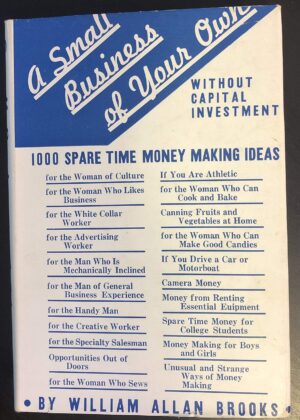 A Small
Business
of Your Own
WITHOUT
CAPITAL
INVESTMENT
1000 SPARE TIME MONEY MAKING IDEAS
for the Woman of Culture
for the Woman Who Likes
Business
for the White Collar
Worker
for the Advertising
Worker
for the Man Who Is
Mechanically Inclined
for the Man of General
Business Experience
for the Handy Man
for the Creative Worker
for the Specialty Salesman
Opportunities Out of
Doors
for the Woman Who Sews
If You Are Athletic
for the Woman Who Can
Cook and Bake
Canning Fruits and
Vegetables at Home
for the Woman Who Can
Make Good Candies
If You Drive a Car or
Motorboat
Camera Money
Money from Renting
Essential Euipment
Spare Time Money for
College Students
Money Making for Boys
and Girls
Unusual and Strange
Ways of Money
Making
• BY WILLIAM ALLAN BROOKS •